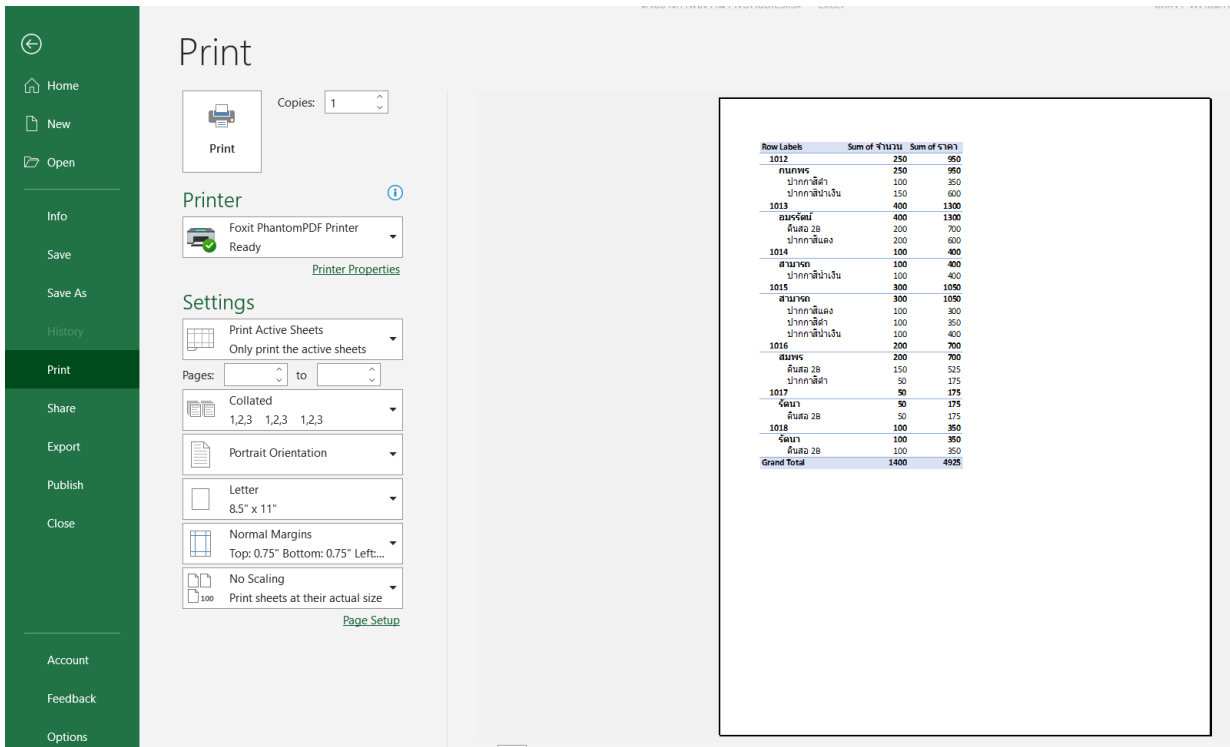 Print
Home
New
Open
Info
Save
Save As
History
Print
Share
Export
Publish
Close
Account
Feedback
Options
Copies: 1
Print
Printer
Foxit PhantomPDF Printer
Ready
Printer Properties
Settings
Print Active Sheets
Only print the active sheets
Pages: to
Collated
1,2,3 1,2,3 1,2,3
Portrait Orientation
Letter
8.5" x 11"
Normal Margins
Top: 0.75" Bottom: 0.75" Left:...
No Scaling
100 Print sheets at their actual size
Page Setup
Row Labels Sum of จำนวน Sum of ราคา
1012 250 950
กนกพร 250 950
ปากกาสีดำ 100 350
ปากกาสีน้ำเงิน 150 600
1013 400 1300
อมรรัตน์ 400 1300
ดินสอ 2B 200 700
ปากกาสีแดง 200 600
1014 100 400
สามารถ 100 400
ปากกาสีน้ำเงิน 100 400
1015 300 1050
สามารถ 300 1050
ปากกาสีแดง 100 300
ปากกาสีดำ 100 350
ปากกาสีน้ำเงิน 100 400
1016 200 700
สมพร 200 700
ดินสอ 2B 150 525
ปากกาสีดำ 50 175
1017 50 175
รัตนา 50 175
ดินสอ 2B 50 175
1018 100 350
รัตนา 100 350
ดินสอ 2B 100 350
Grand Total 1400 4925